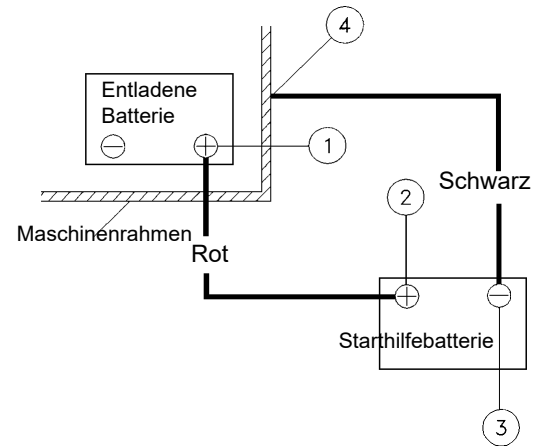 4
Entladene
Batterie
1
Schwarz
2
Maschinenrahmen
Rot
Starthilfebatterie
3